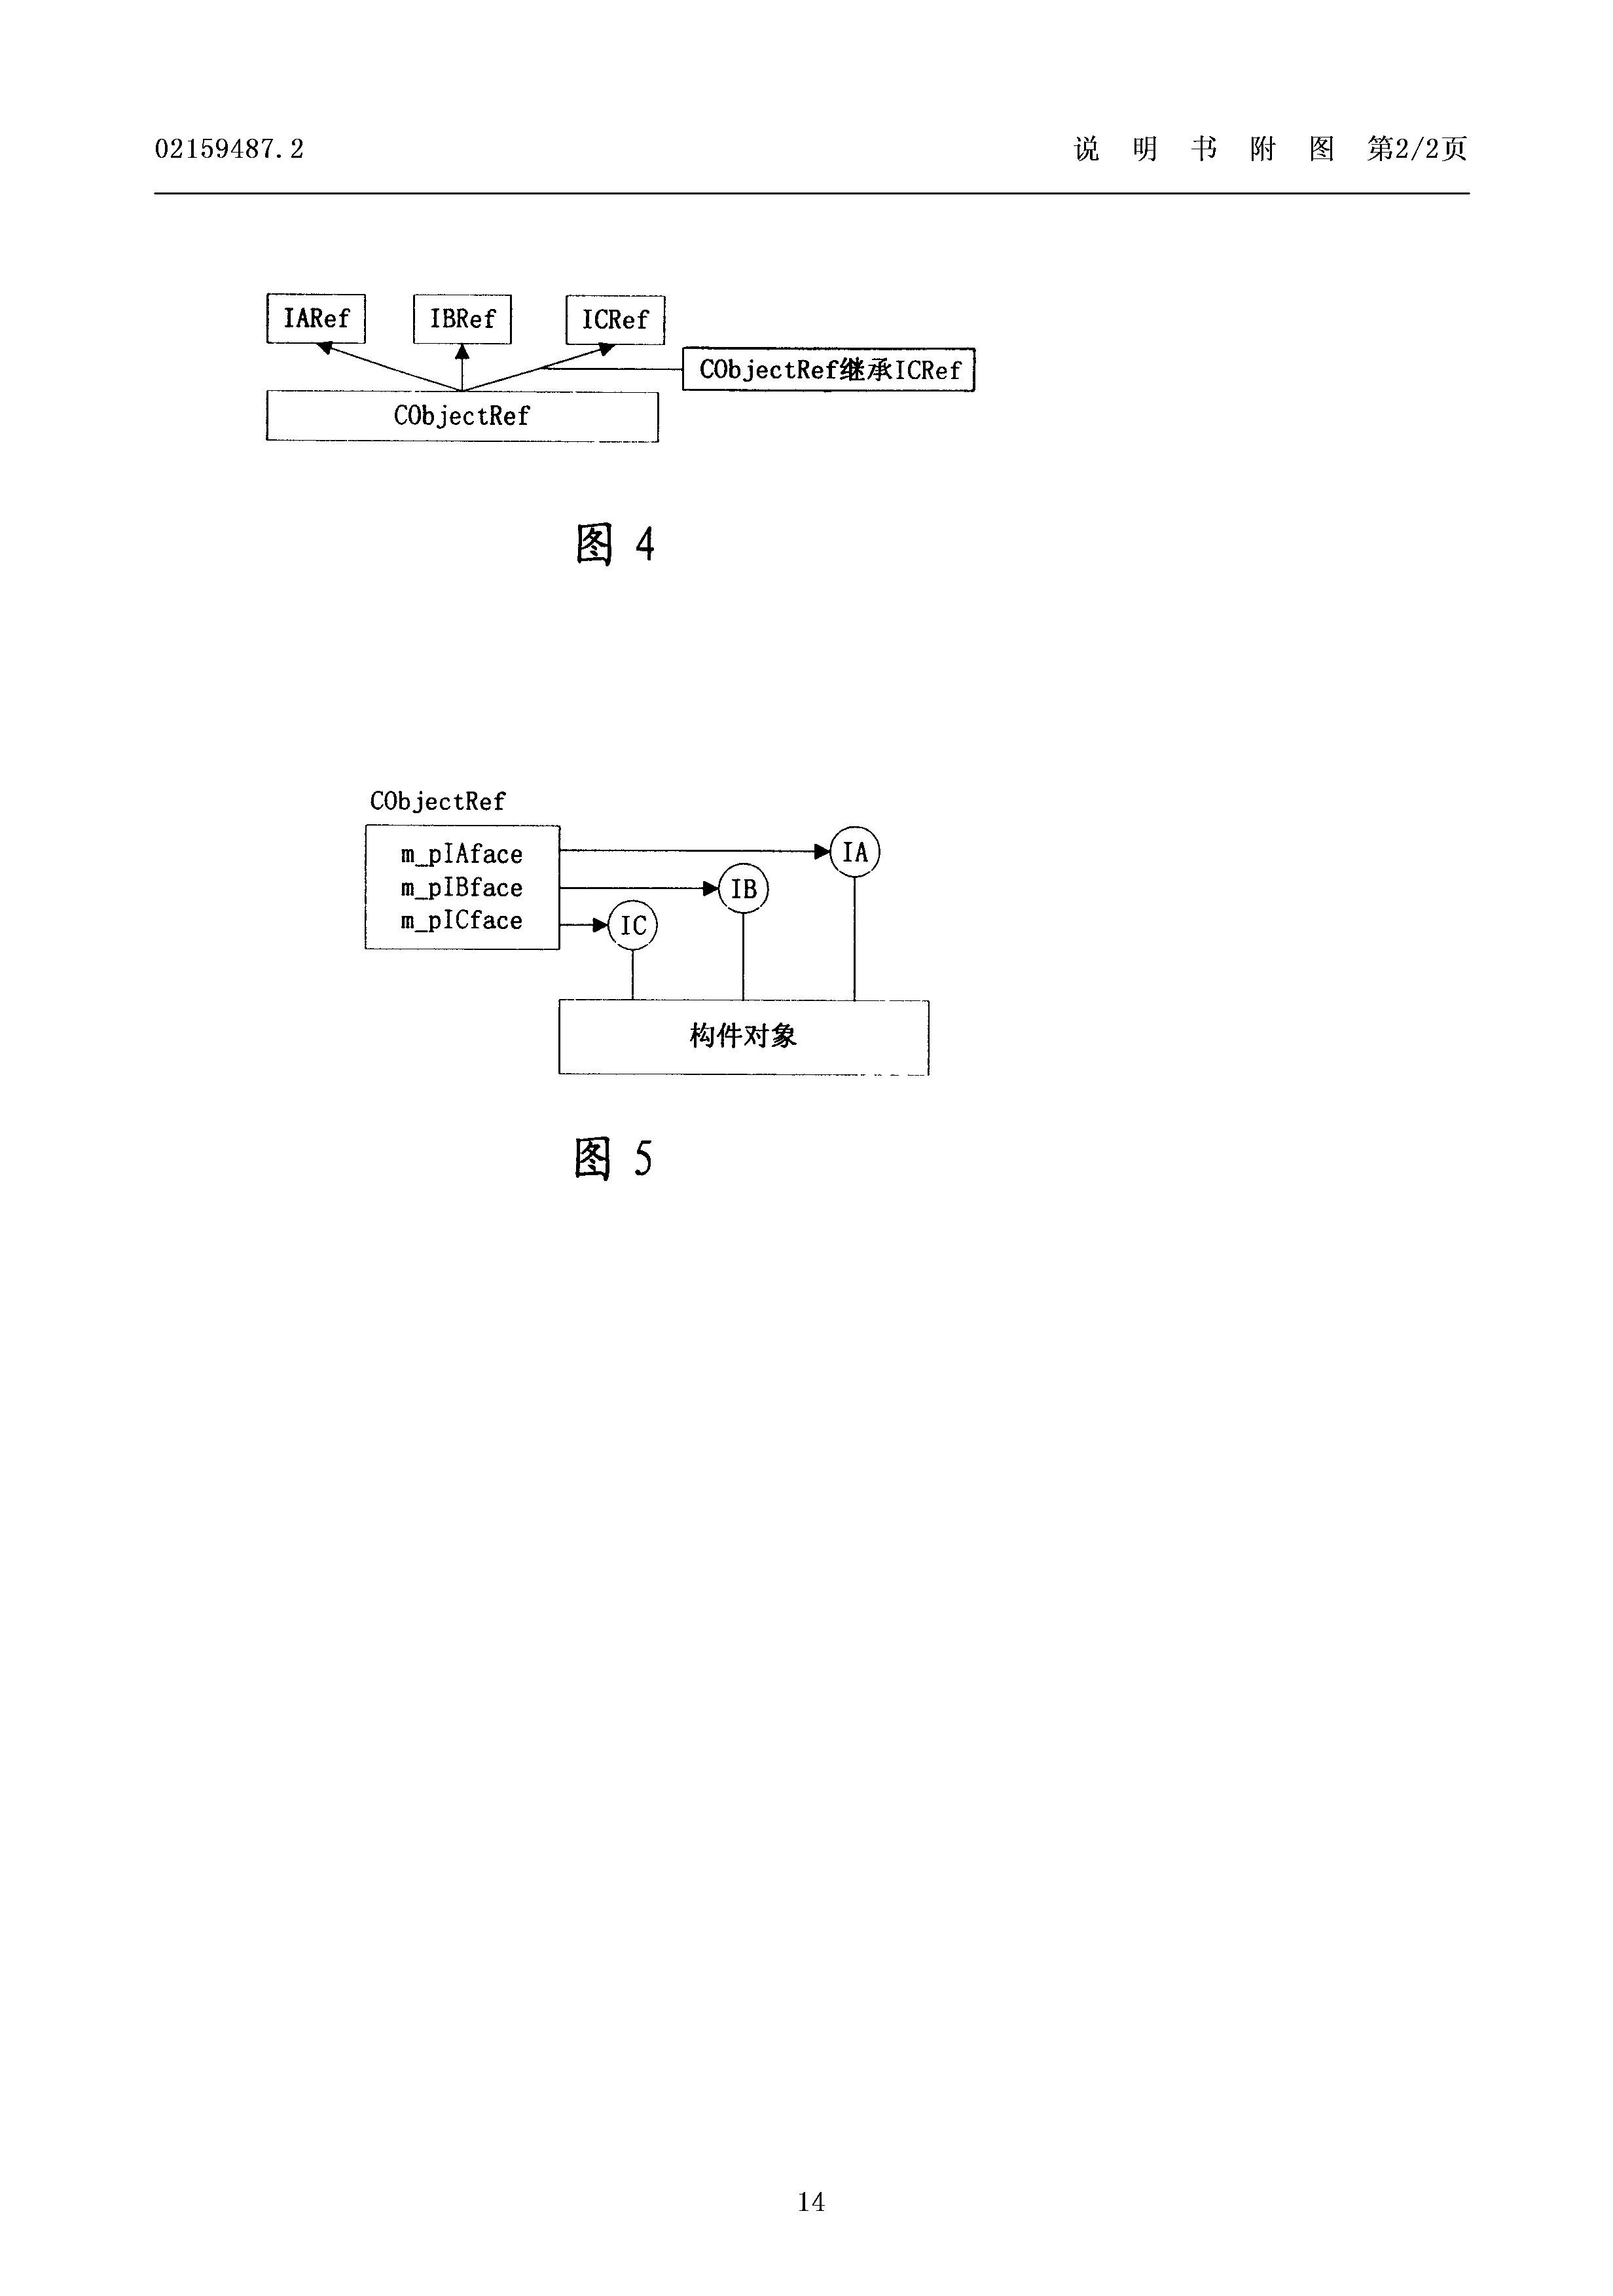 02159487.2 说 明 书 附 图 第2/2页
IARef IBRef ICRef
CObjectRef继承ICRef
CObjectRef
图 4
CObjectRef
m_pIAface IA
m_pIBface IB
m_pICface IC
构件对象
图 5
14